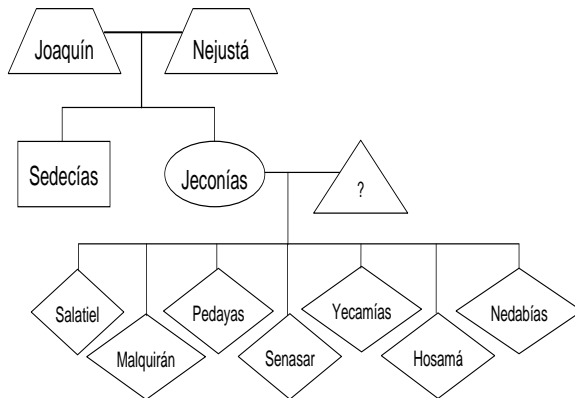 Joaquín
Nejustá
Sedecías
Jeconías
?
Salatiel
Pedayas
Yecamías
Nedabías
Malquirán
Senasar
Hosamá